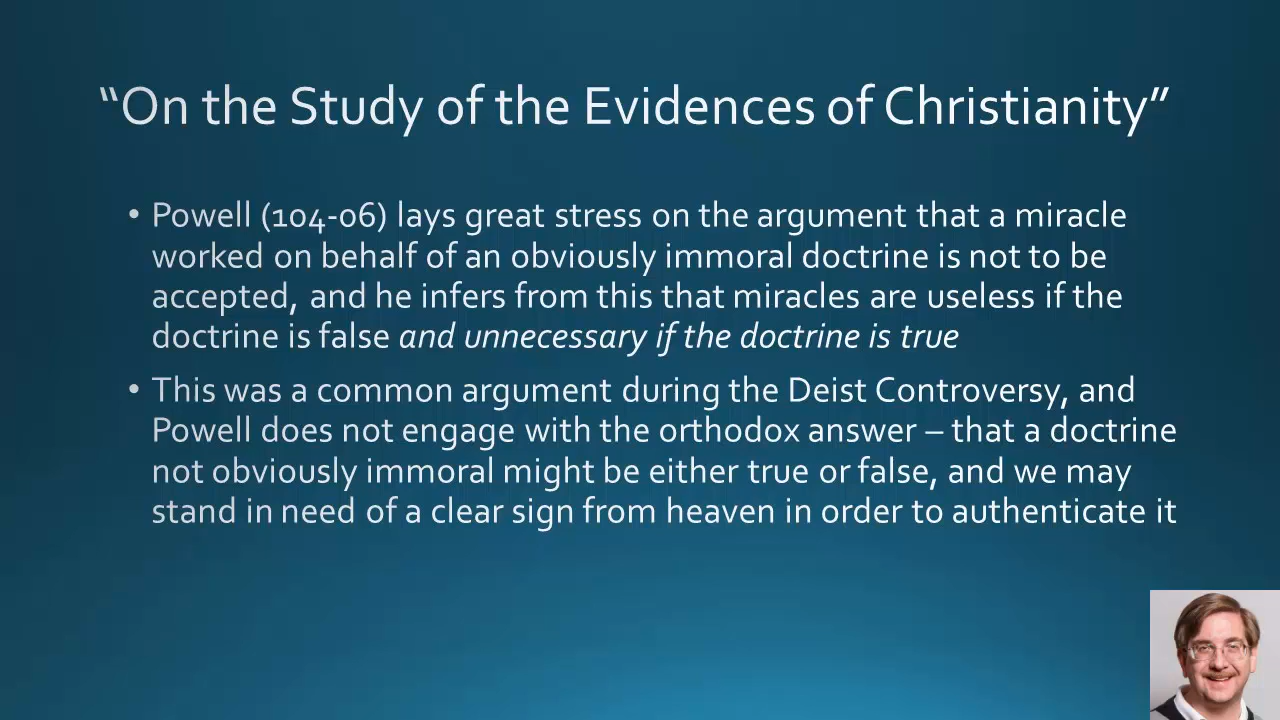 “On the Study of the Evidences of Christianity”
• Powell (104-06) lays great stress on the argument that a miracle
worked on behalf of an obviously immoral doctrine is not to be
accepted, and he infers from this that miracles are useless if the
doctrine is false and unnecessary if the doctrine is true
• This was a common argument during the Deist Controversy, and
Powell does not engage with the orthodox answer – that a doctrine
not obviously immoral might be either true or false, and we may
stand in need of a clear sign from heaven in order to authenticate it